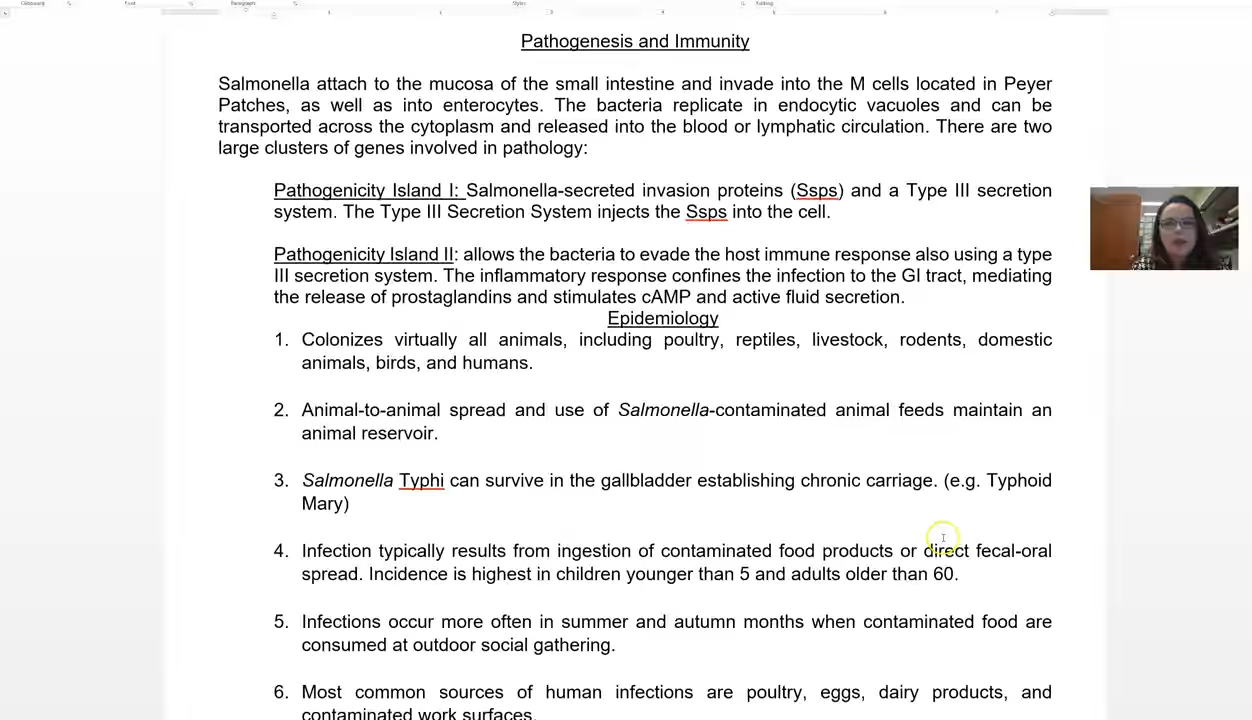 Pathogenesis and Immunity
Salmonella attach to the mucosa of the small intestine and invade into the M cells located in Peyer
Patches, as well as into enterocytes. The bacteria replicate in endocytic vacuoles and can be
transported across the cytoplasm and released into the blood or lymphatic circulation. There are two
large clusters of genes involved in pathology:
Pathogenicity Island I: Salmonella-secreted invasion proteins (Ssps) and a Type III secretion
system. The Type III Secretion System injects the Ssps into the cell.
Pathogenicity Island II: allows the bacteria to evade the host immune response also using a type
III secretion system. The inflammatory response confines the infection to the GI tract, mediating
the release of prostaglandins and stimulates cAMP and active fluid secretion.
Epidemiology
1. Colonizes virtually all animals, including poultry, reptiles, livestock, rodents, domestic
animals, birds, and humans.
2. Animal-to-animal spread and use of Salmonella-contaminated animal feeds maintain an
animal reservoir.
3. Salmonella Typhi can survive in the gallbladder establishing chronic carriage. (e.g. Typhoid
Mary)
4. Infection typically results from ingestion of contaminated food products or fecal-oral
spread. Incidence is highest in children younger than 5 and adults older than 60.
5. Infections occur more often in summer and autumn months when contaminated food are
consumed at outdoor social gathering.
6. Most common sources of human infections are poultry, eggs, dairy products, and
contaminated work surfaces.